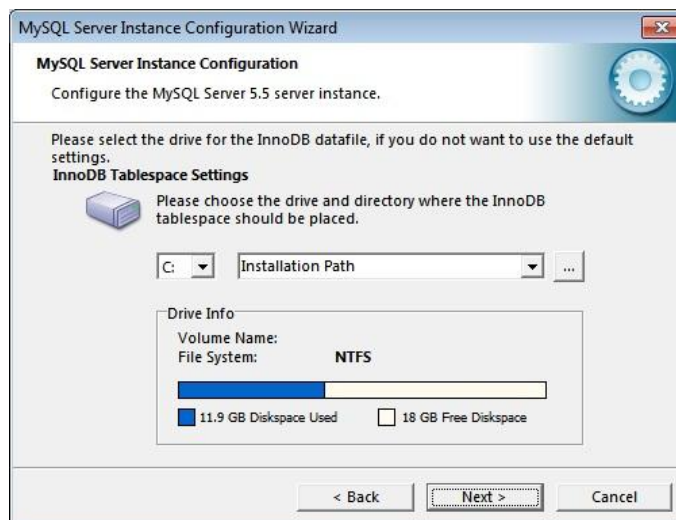 MySQL Server Instance Configuration Wizard
MySQL Server Instance Configuration
Configure the MySQL Server 5.5 server instance.
Please select the drive for the InnoDB datafile, if you do not want to use the default
settings.
InnoDB Tablespace Settings
Please choose the drive and directory where the InnoDB
tablespace should be placed.
C: Installation Path ...
Drive Info
Volume Name:
File System: NTFS
11.9 GB Diskspace Used 18 GB Free Diskspace
< Back Next > Cancel